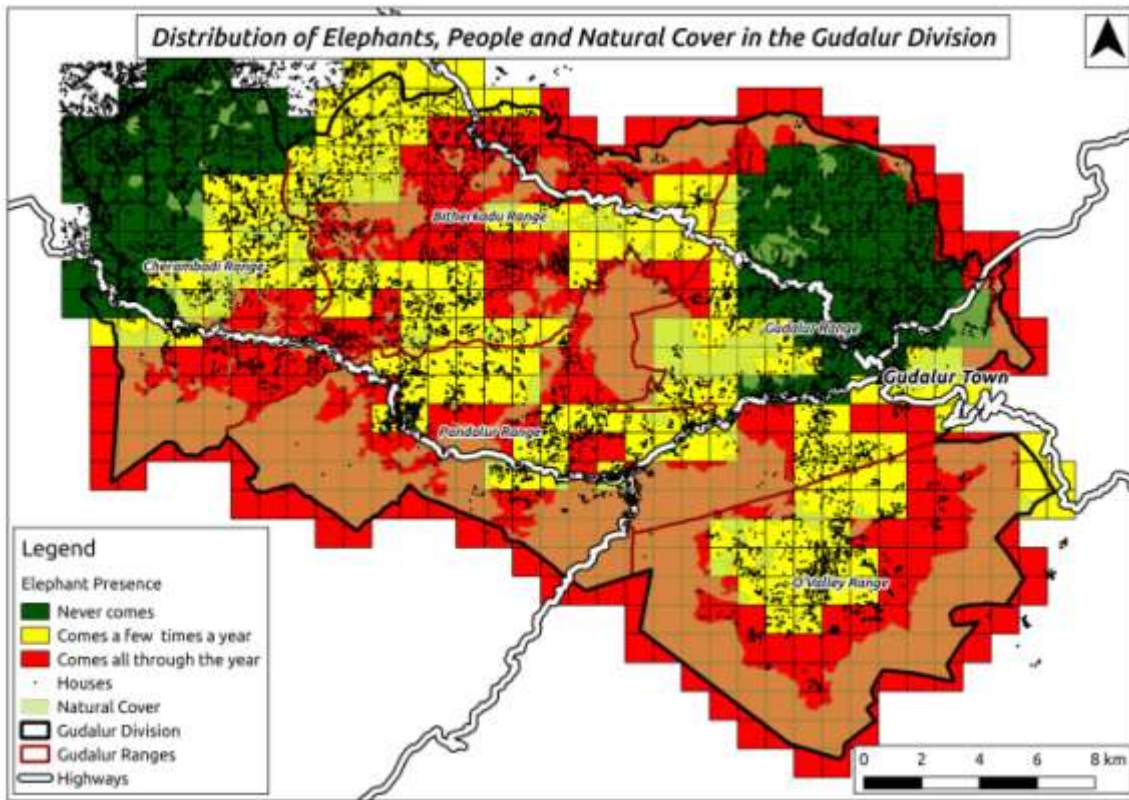 Distribution of Elephants, People and Natural Cover in the Gudalur Division
Bitherkadu Range
Cherambadi Range
Gudalur Range
Gudalur Town
Pandalur Range
O Valley Range
Legend
Elephant Presence
Never comes
Comes a few times a year
Comes all through the year
Houses
Natural Cover
Gudalur Division
Gudalur Ranges
Highways
0 2 4 6 8 km